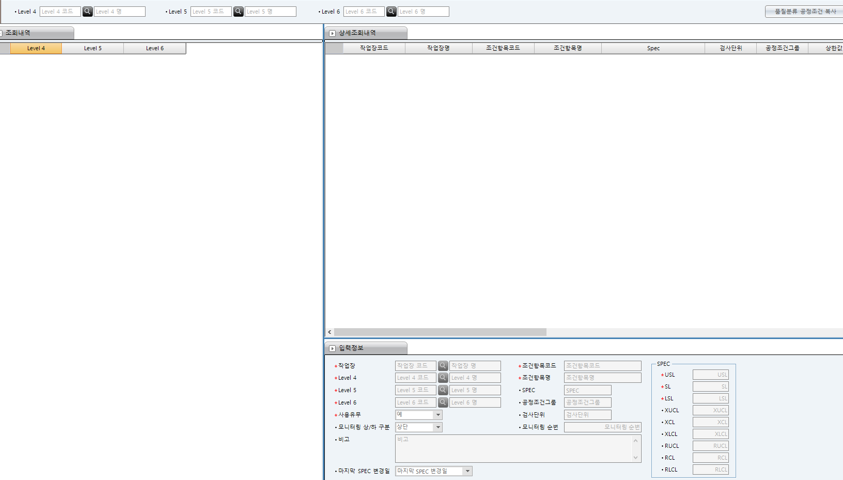 • Level 4 Level 4 코드 Level 4 명 • Level 5 Level 5 코드 Level 5 명 • Level 6 Level 6 코드 Level 6 명 품질분류 공정조건 복사
조회내역
Level 4 Level 5 Level 6
상세조회내역
작업장코드 작업장명 조건항목코드 조건항목명 Spec 검사단위 공정조건그룹 상한값
입력정보
• 작업장 작업장 코드 작업장 명 • 조건항목코드 조건항목코드
• Level 4 Level 4 코드 Level 4 명 • 조건항목명 조건항목명
• Level 5 Level 5 코드 Level 5 명 • SPEC SPEC
• Level 6 Level 6 코드 Level 6 명 • 공정조건그룹 공정조건그룹
• 사용유무 예 • 검사단위 검사단위
• 모니터링 상/하 구분 상단 • 모니터링 순번 모니터링 순번
• 비고 비고
• 마지막 SPEC 변경일 마지막 SPEC 변경일
SPEC
• USL USL
• SL SL
• LSL LSL
• XUCL XUCL
• XCL XCL
• XLCL XLCL
• RUCL RUCL
• RCL RCL
• RLCL RLCL